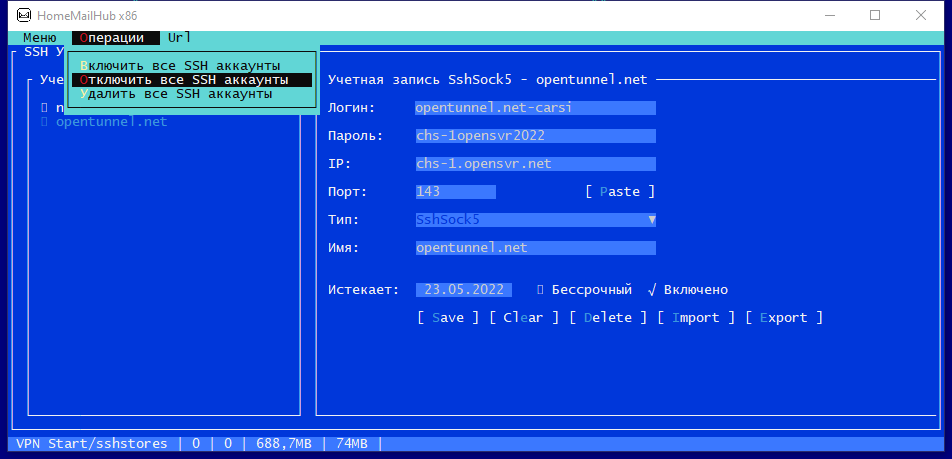 HomeMailHub x86
Меню Операции Url
SSH У
Включить все SSH аккаунты
Отключить все SSH аккаунты
Удалить все SSH аккаунты
Уче
n
opentunnel.net
Учетная запись SshSock5 - opentunnel.net
Логин: opentunnel.net-carsi
Пароль: chs-1opensvr2022
IP: chs-1.opensvr.net
Порт: 143 [ Paste ]
Тип: SshSock5 ▼
Имя: opentunnel.net
Истекает: 23.05.2022 Бессрочный √ Включено
[ Save ] [ Clear ] [ Delete ] [ Import ] [ Export ]
VPN Start/sshstores | 0 | 0 | 688,7MB | 74MB |